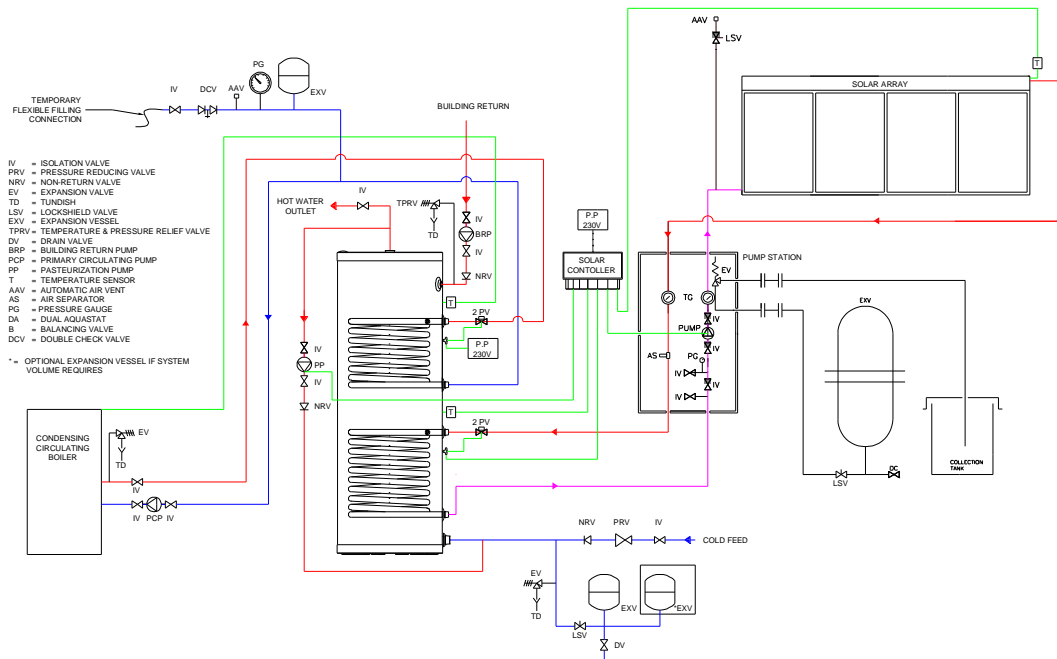 AAV
LSV
PG
IV
DCV
AAV
EXV
T
SOLAR ARRAY
TEMPORARY
FLEXIBLE FILLING
CONNECTION
BUILDING RETURN
IV = ISOLATION VALVE
PRV = PRESSURE REDUCING VALVE
NRV = NON-RETURN VALVE
EV = EXPANSION VALVE
TD = TUNDISH
LSV = LOCKSHIELD VALVE
EXV = EXPANSION VESSEL
TPRV = TEMPERATURE & PRESSURE RELIEF VALVE
DV = DRAIN VALVE
BRP = BUILDING RETURN PUMP
PCP = PRIMARY CIRCULATING PUMP
PP = PASTEURIZATION PUMP
T = TEMPERATURE SENSOR
AAV = AUTOMATIC AIR VENT
AS = AIR SEPARATOR
PG = PRESSURE GAUGE
DA = DUAL AQUASTAT
B = BALANCING VALVE
DCV = DOUBLE CHECK VALVE
* = OPTIONAL EXPANSION VESSEL IF SYSTEM
VOLUME REQUIRES
IV
HOT WATER
OUTLET
TPRV
TD
IV
BRP
IV
NRV
P.P
230V
SOLAR
CONTOLLER
PUMP STATION
EV
TG
IV
PUMP
IV
AS
PG
IV
IV
IV
EXV
T
2 PV
P.P
230V
IV
PP
IV
NRV
T
2 PV
CONDENSING
CIRCULATING
BOILER
EV
TD
IV
IV
PCP
IV
LSV
DC
COLLECTION
TANK
NRV
PRV
IV
COLD FEED
EV
TD
EXV
*EXV
LSV
DV